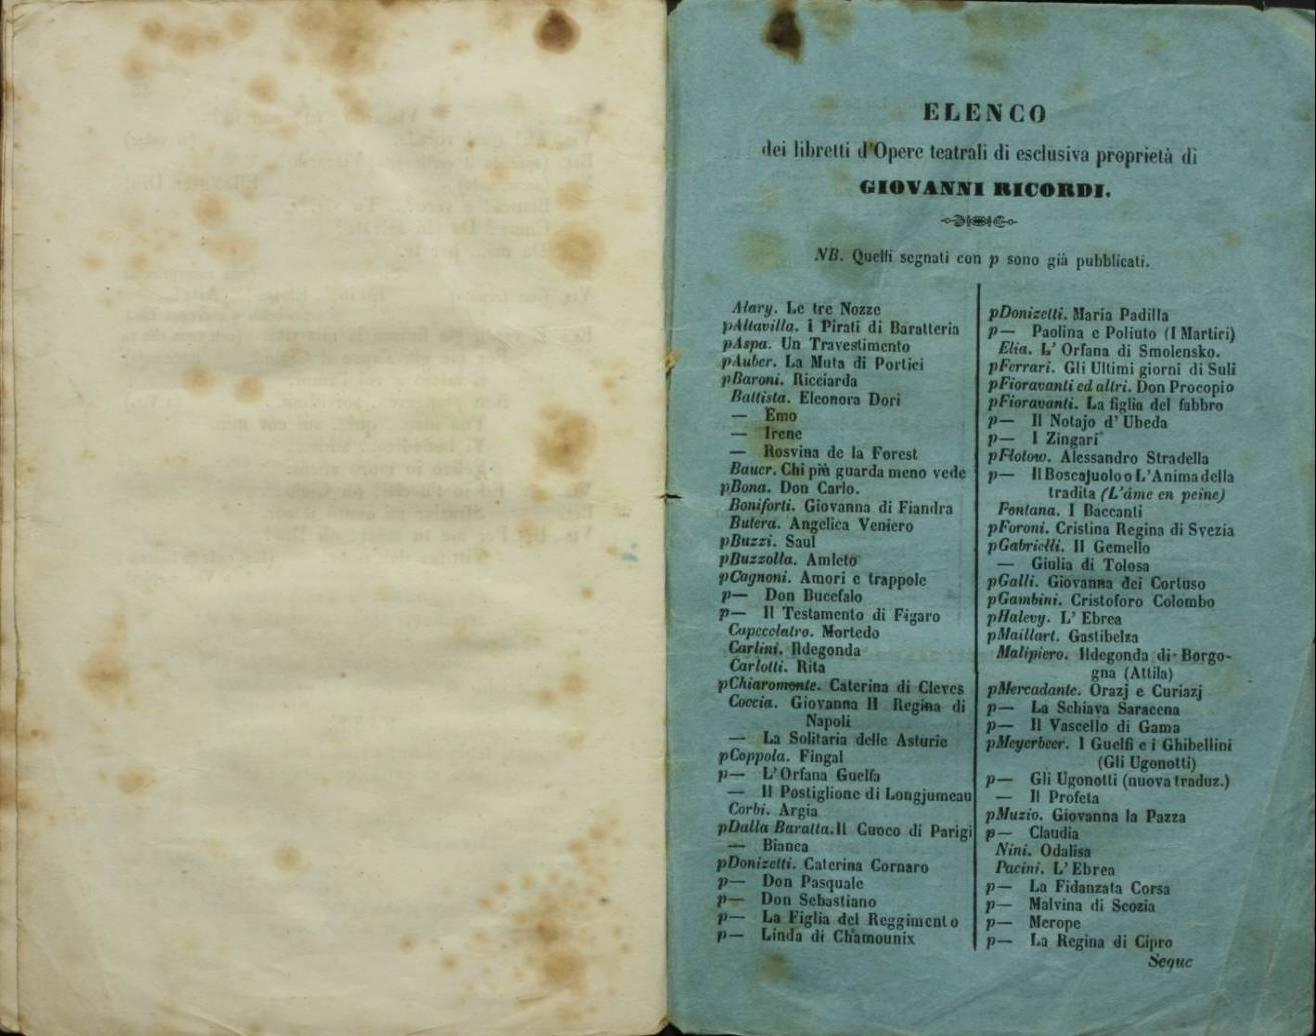 ELENCO
dei libretti d'Opere teatrali di esclusiva proprietà di
GIOVANNI RICORDI.
NB. Quelli segnati con p sono già pubblicati.
Alary. Le tre Nozze
pAltavilla. i Pirati di Baratteria
pAspa. Un Travestimento
pAuber. La Muta di Portici
pBaroni. Ricciarda
Battista. Eleonora Dori
— Emo
— Irene
— Rosvina de la Forest
Bauer. Chi più guarda meno vede
pBona. Don Carlo.
Boniforti. Giovanna di Fiandra
Butera. Angelica Veniero
pBuzzi. Saul
pBuzzolla. Amleto
pCagnoni. Amori e trappole
p— Don Bucefalo
p— Il Testamento di Figaro
Capecelatro. Mortedo
Carlini. Ildegonda
Carlotti. Rita
pChiaromonte. Caterina di Cleves
Coccia. Giovanna II Regina di
Napoli
— La Solitaria delle Asturie
pCoppola. Fingal
p— L'Orfana Guelfa
— Il Postiglione di Longjumeau
Corbi. Argia
pDalla Baratta. Il Cuoco di Parigi
— Bianca
pDonizetti. Caterina Cornaro
p— Don Pasquale
p— Don Sebastiano
p— La Figlia del Reggimento
p— Linda di Chamounix
pDonizetti. Maria Padilla
p— Paolina e Poliuto (I Martiri)
Elia. L' Orfana di Smolensko.
pFerrari. Gli Ultimi giorni di Suli
pFioravanti ed altri. Don Procopio
pFioravanti. La figlia del fabbro
p— Il Notajo d' Ubeda
p— I Zingari
pFlotow. Alessandro Stradella
p— Il Boscajuolo o L'Anima della
tradita (L'âme en peine)
Fontana. I Baccanti
pForoni. Cristina Regina di Svezia
pGabrielli. Il Gemello
— Giulia di Tolosa
pGalli. Giovanna dei Cortuso
pGambini. Cristoforo Colombo
pHalevy. L' Ebrea
pMaillart. Gastibelza
Malipiero. Ildegonda di Borgo-
gna (Attila)
pMercadante. Orazj e Curiazj
p— La Schiava Saracena
p— Il Vascello di Gama
pMeyerbeer. I Guelfi e i Ghibellini
(Gli Ugonotti)
p— Gli Ugonotti (nuova traduz.)
— Il Profeta
pMuzio. Giovanna la Pazza
p— Claudia
Nini. Odalisa
Pacini. L' Ebrea
p— La Fidanzata Corsa
p— Malvina di Scozia
p— Merope
p— La Regina di Cipro
Segue